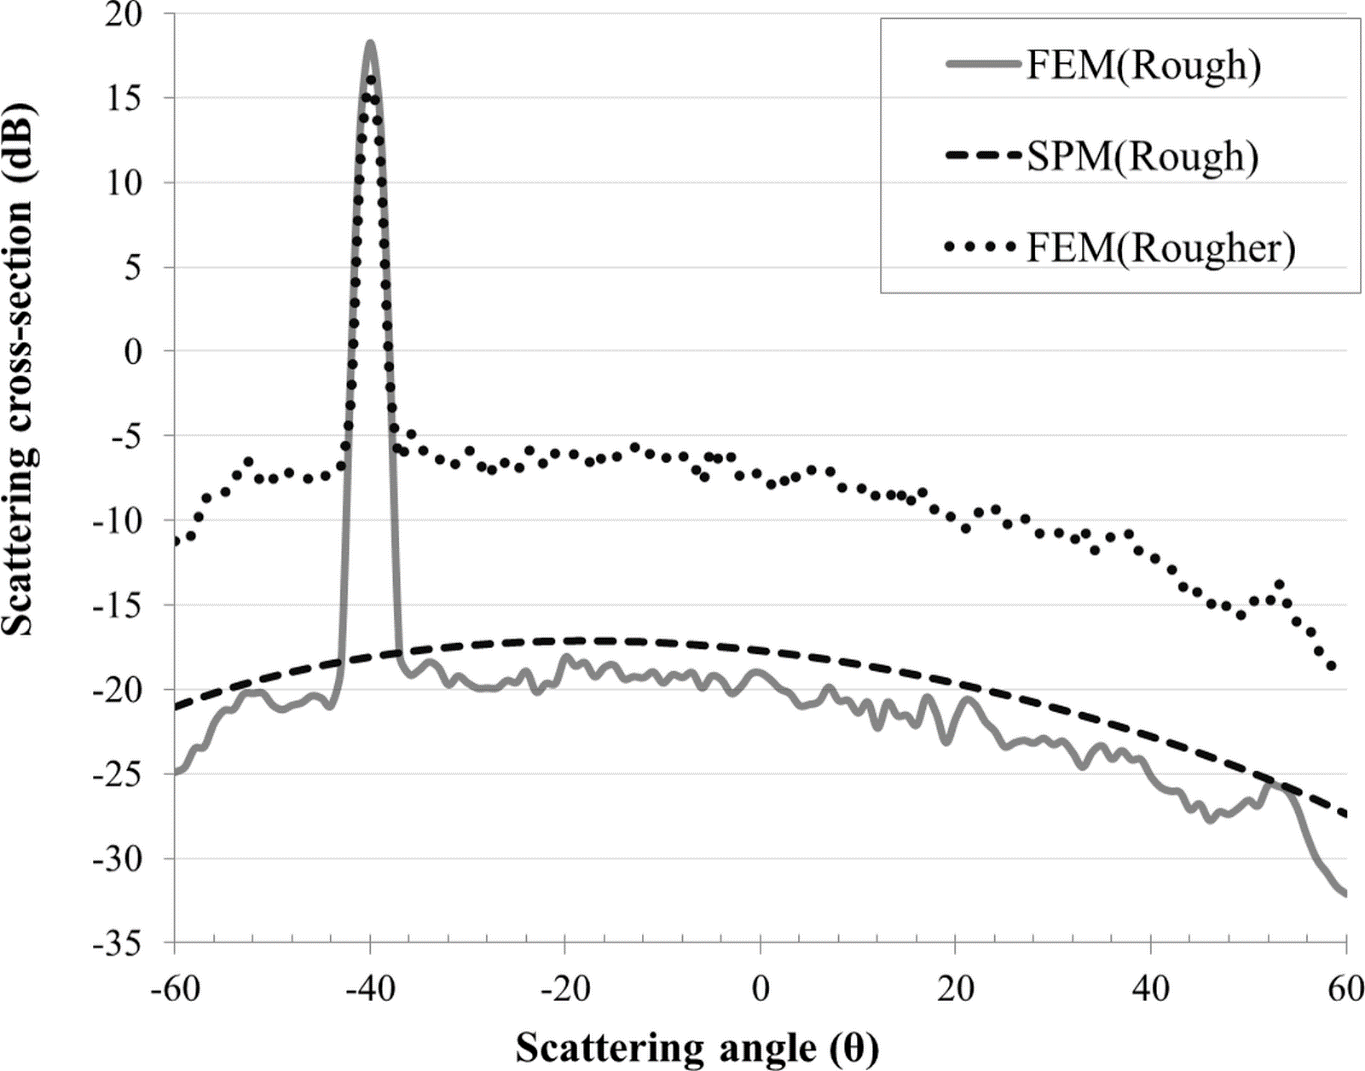 20
15
10
5
0
-5
-10
-15
-20
-25
-30
-35
Scattering cross-section (dB)
FEM(Rough)
SPM(Rough)
FEM(Rougher)
-60 -40 -20 0 20 40 60
Scattering angle (θ)